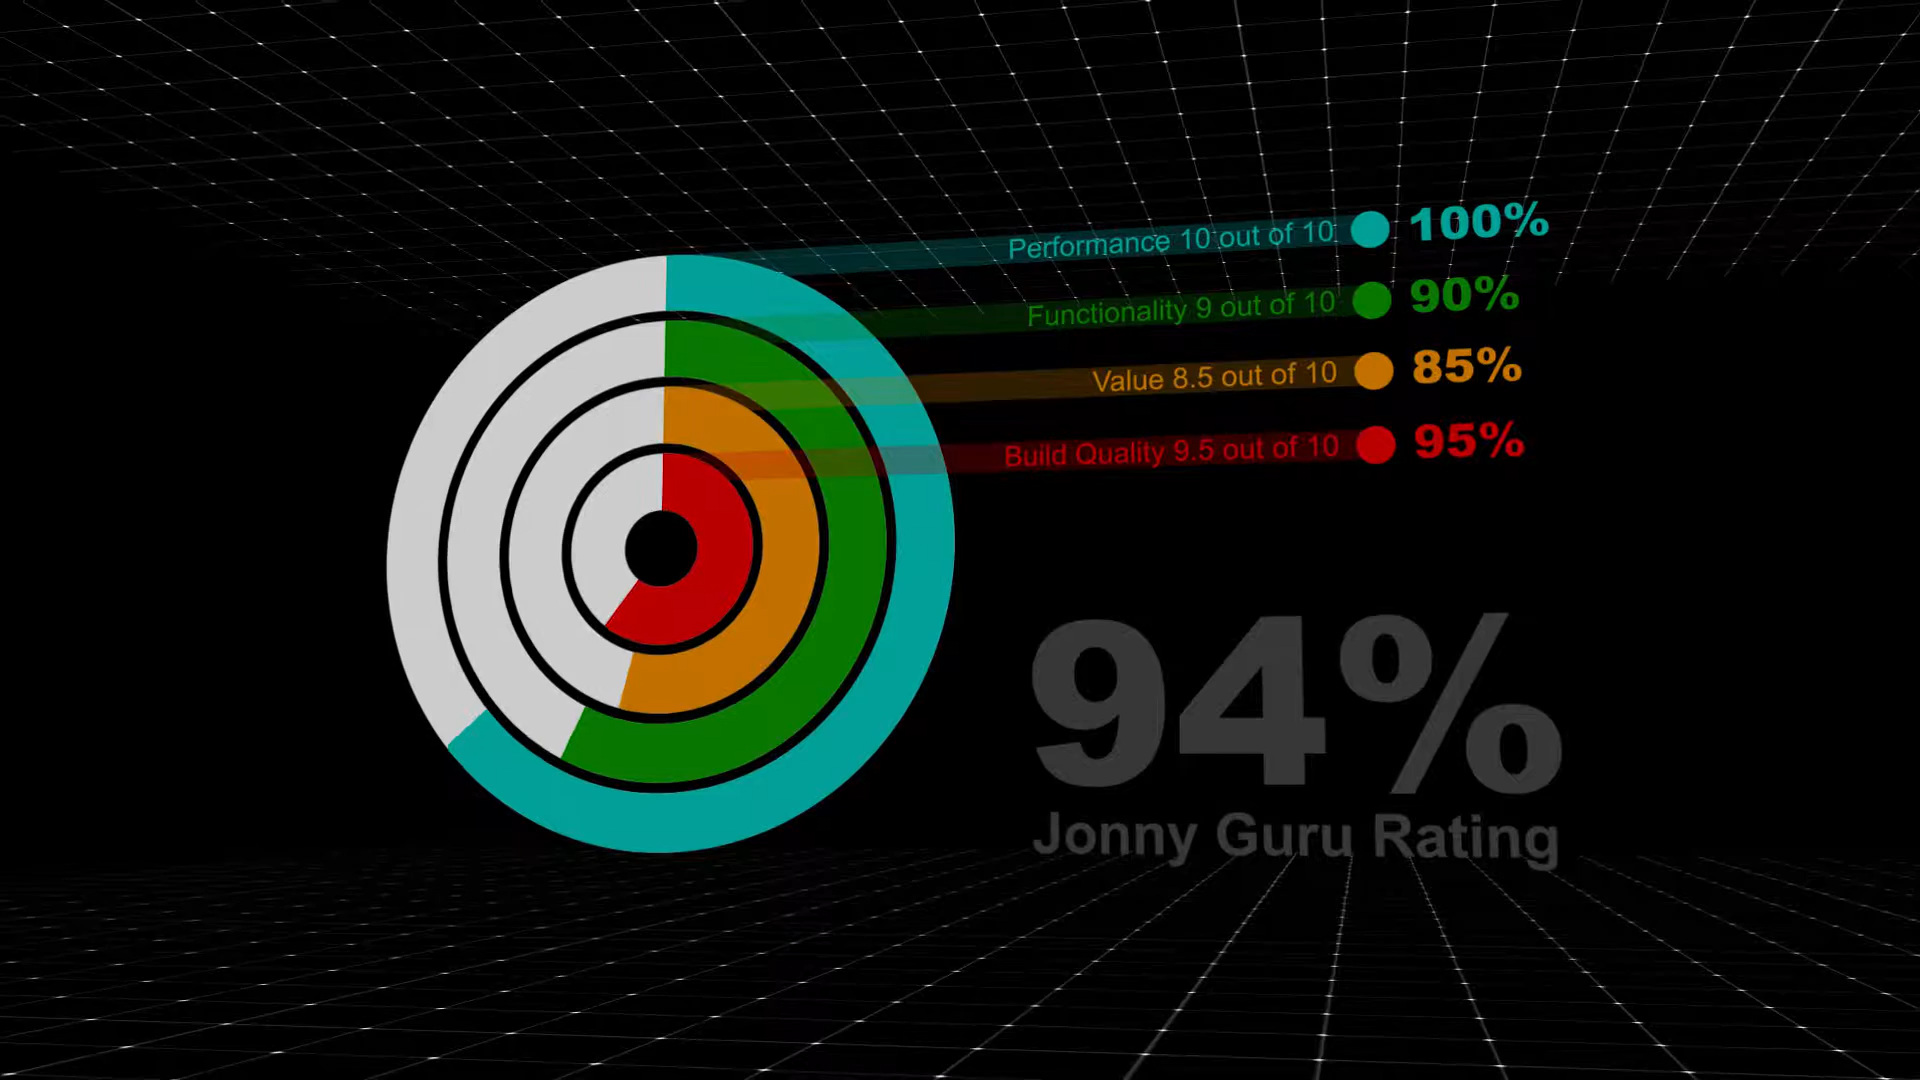 Performance 10 out of 10 100%
Functionality 9 out of 10 90%
Value 8.5 out of 10 85%
Build Quality 9.5 out of 10 95%
94%
Jonny Guru Rating